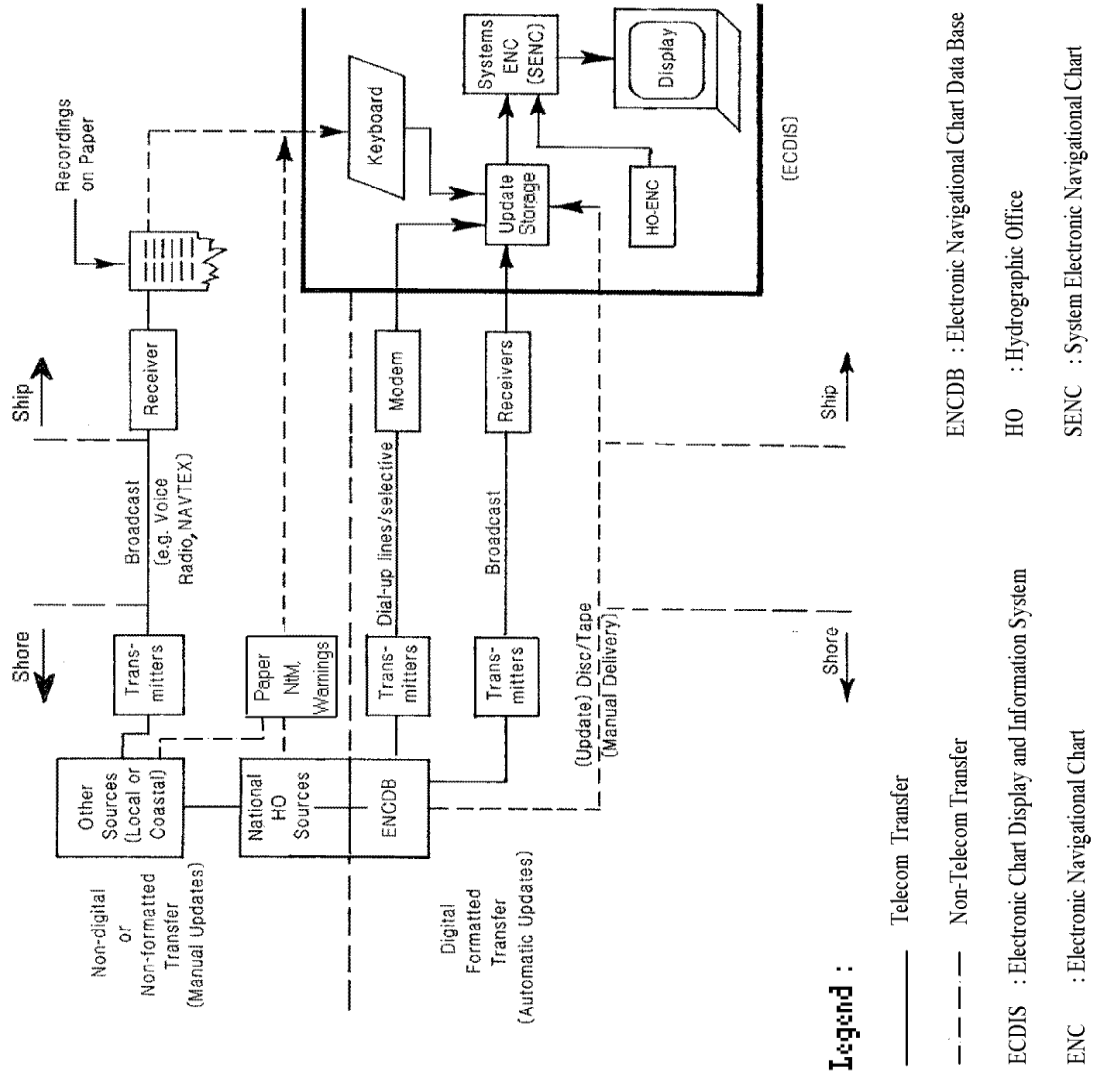 Shore
Ship
Non-digital
or
Non-formatted
Transfer
(Manual Updates)
Other
Sources
(Local or
Coastal)
Trans-
mitters
Broadcast
(e.g. Voice
Radio, NAVTEX)
Receiver
Recordings
on Paper
National
HO
Sources
Paper
NtM,
Warnings
Digital
Formatted
Transfer
(Automatic Updates)
ENCDB
Trans-
mitters
Dial-up lines/selective
Modem
Trans-
mitters
Broadcast
Receivers
(Update) Disc/Tape
(Manual Delivery)
Keyboard
Update
Storage
Systems
ENC
(SENC)
HO-ENC
Display
(ECDIS)
Shore
Ship
Legend :
Telecom Transfer
Non-Telecom Transfer
ECDIS : Electronic Chart Display and Information System
ENC : Electronic Navigational Chart
ENCDB : Electronic Navigational Chart Data Base
HO : Hydrographic Office
SENC : System Electronic Navigational Chart